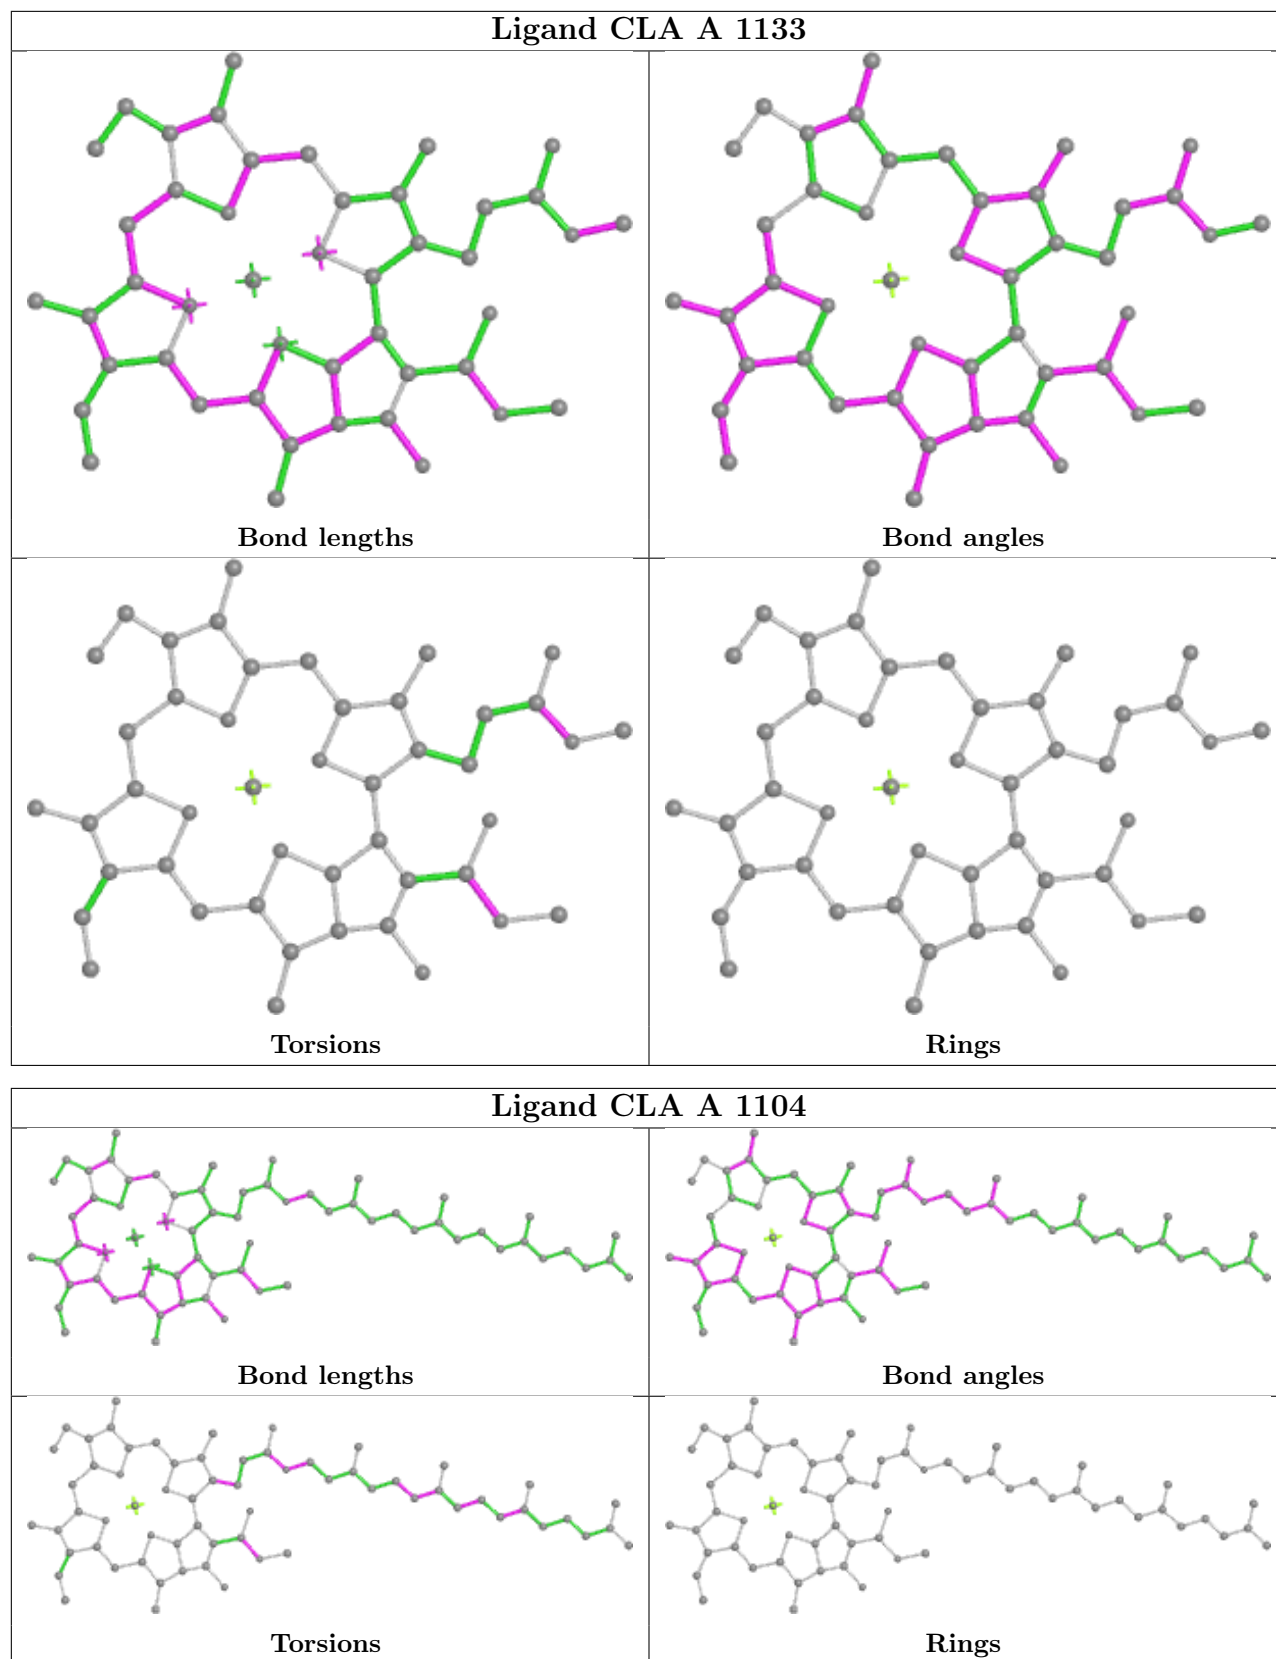 Ligand CLA A 1133
Bond lengths
Bond angles
Torsions
Rings
Ligand CLA A 1104
Bond lengths
Bond angles
Torsions
Rings